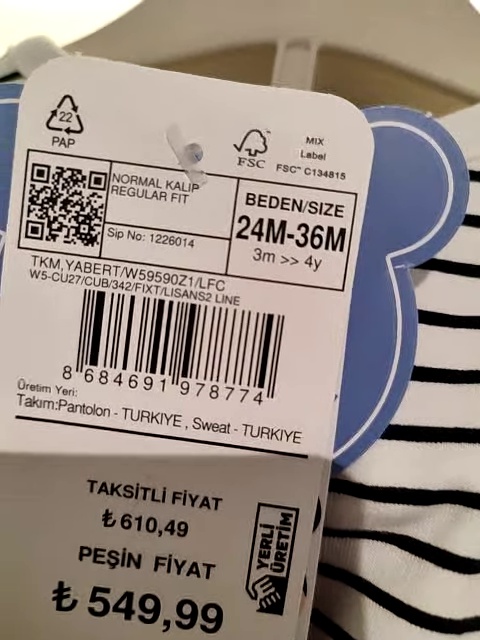 22
PAP
FSC
MIX
Label
FSC™ C134815
NORMAL KALIP
REGULAR FIT
Sip No: 1226014
BEDEN/SIZE
24M-36M
3m >> 4y
TKM,YABERT/W59590Z1/LFC
W5-CU27/CUB/342/FIXT/LISANS2 LINE
8 684691 978774
Üretim Yeri:
Takım:Pantolon - TURKIYE , Sweat - TURKIYE
TAKSİTLİ FİYAT
₺ 610,49
PEŞİN FİYAT
₺ 549,99
YERLİ
ÜRETİM